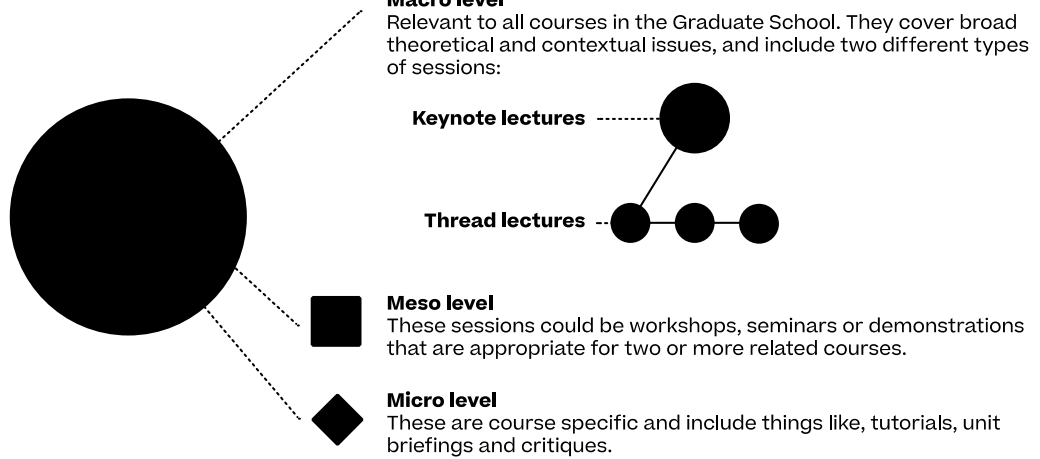 Macro level
Relevant to all courses in the Graduate School. They cover broad
theoretical and contextual issues, and include two different types
of sessions:
Keynote lectures
Thread lectures
Meso level
These sessions could be workshops, seminars or demonstrations
that are appropriate for two or more related courses.
Micro level
These are course specific and include things like, tutorials, unit
briefings and critiques.